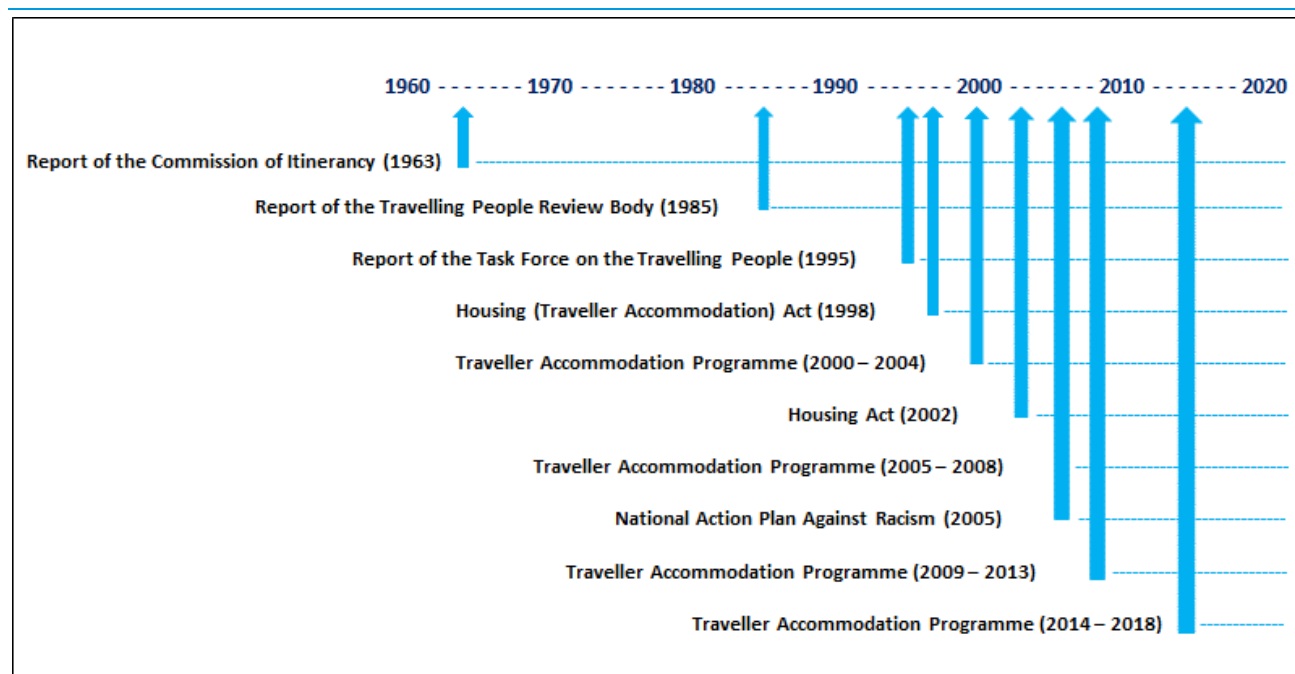 1960 - - - - - - - 1970 - - - - - - - 1980 - - - - - - - 1990 - - - - - - - 2000 - - - - - - - 2010 - - - - - - - 2020
Report of the Commission of Itinerancy (1963)
Report of the Travelling People Review Body (1985)
Report of the Task Force on the Travelling People (1995)
Housing (Traveller Accommodation) Act (1998)
Traveller Accommodation Programme (2000 – 2004)
Housing Act (2002)
Traveller Accommodation Programme (2005 – 2008)
National Action Plan Against Racism (2005)
Traveller Accommodation Programme (2009 – 2013)
Traveller Accommodation Programme (2014 – 2018)